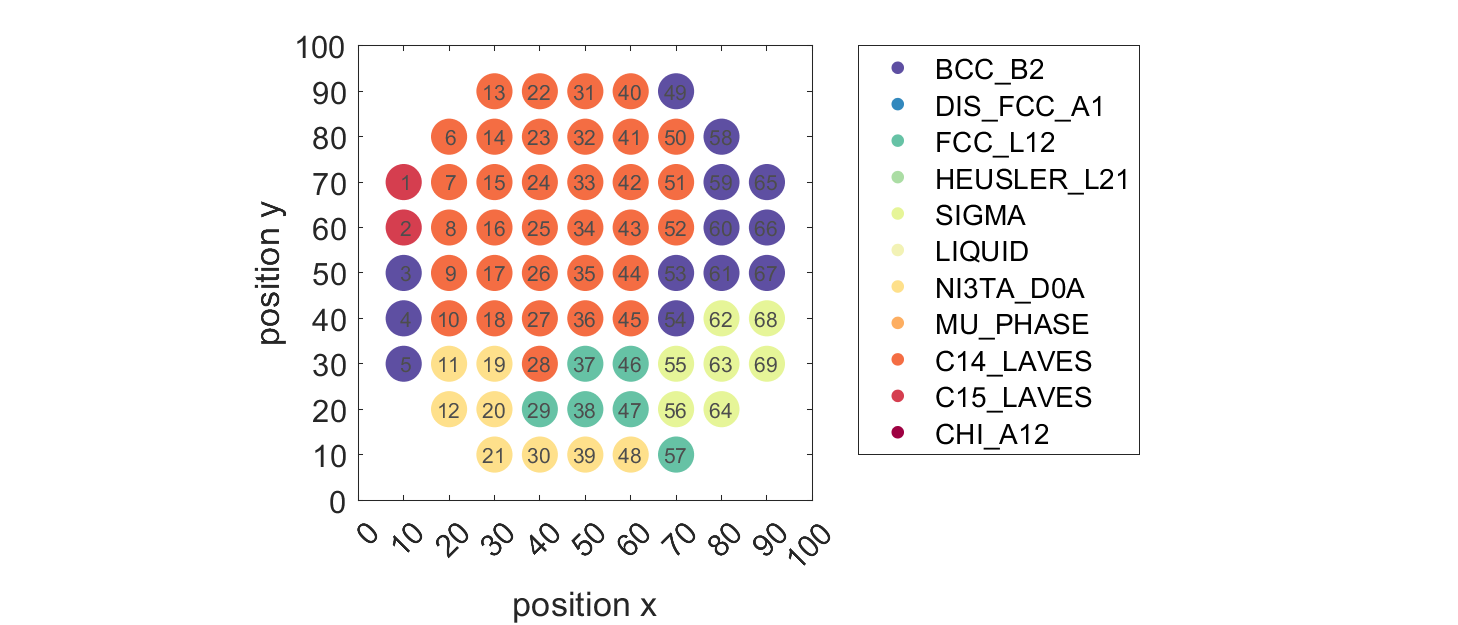 100
90 13 22 31 40 49
80 6 14 23 32 41 50 58
70 1 7 15 24 33 42 51 59 65
60 2 8 16 25 34 43 52 60 66
50 3 9 17 26 35 44 53 61 67
40 4 10 18 27 36 45 54 62 68
30 5 11 19 28 37 46 55 63 69
20 12 20 29 38 47 56 64
10 21 30 39 48 57
0
position y
0 10 20 30 40 50 60 70 80 90 100
position x
BCC_B2
DIS_FCC_A1
FCC_L12
HEUSLER_L21
SIGMA
LIQUID
NI3TA_D0A
MU_PHASE
C14_LAVES
C15_LAVES
CHI_A12